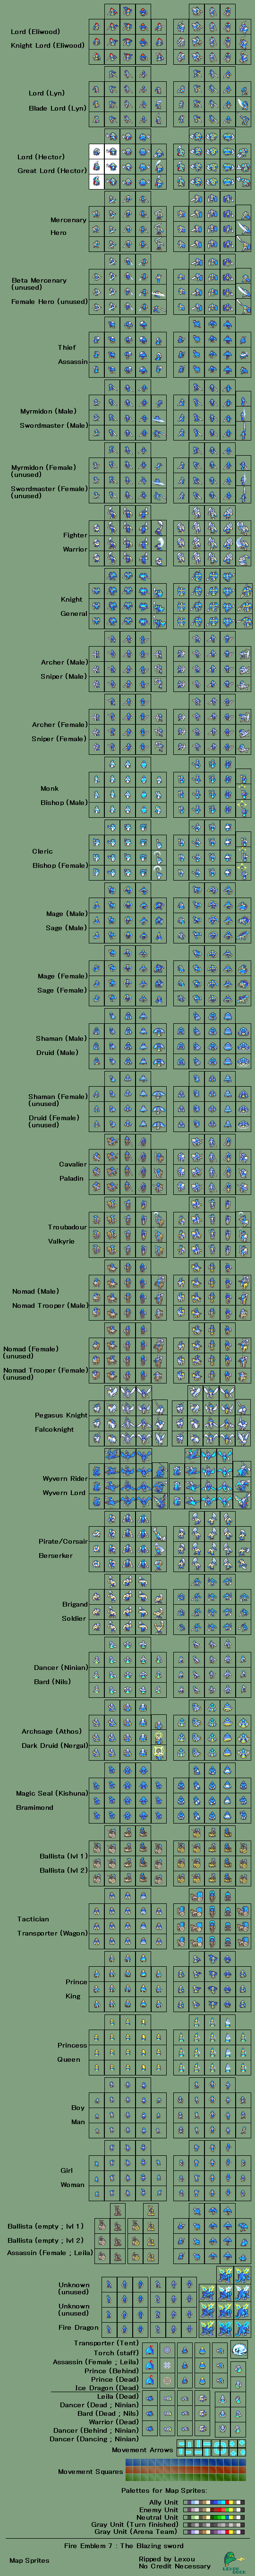 Lord (Eliwood)
Knight Lord (Eliwood)
Lord (Lyn)
Blade Lord (Lyn)
Lord (Hector)
Great Lord (Hector)
Mercenary
Hero
Beta Mercenary
(unused)
Female Hero (unused)
Thief
Assassin
Myrmidon (Male)
Swordmaster (Male)
Myrmidon (Female)
(unused)
Swordmaster (Female)
(unused)
Fighter
Warrior
Knight
General
Archer (Male)
Sniper (Male)
Archer (Female)
Sniper (Female)
Monk
Bishop (Male)
Cleric
Bishop (Female)
Mage (Male)
Sage (Male)
Mage (Female)
Sage (Female)
Shaman (Male)
Druid (Male)
Shaman (Female)
(unused)
Druid (Female)
(unused)
Cavalier
Paladin
Troubadour
Valkyrie
Nomad (Male)
Nomad Trooper (Male)
Nomad (Female)
(unused)
Nomad Trooper (Female)
(unused)
Pegasus Knight
Falcoknight
Wyvern Rider
Wyvern Lord
Pirate/Corsair
Berserker
Brigand
Soldier
Dancer (Ninian)
Bard (Nils)
Archsage (Athos)
Dark Druid (Nergal)
Magic Seal (Kishuna)
Bramimond
Ballista (lvl 1)
Ballista (lvl 2)
Tactician
Transporter (Wagon)
Prince
King
Princess
Queen
Boy
Man
Girl
Woman
Ballista (empty ; lvl 1)
Ballista (empty ; lvl 2)
Assassin (Female ; Leila)
Unknown
(unused)
Unknown
(unused)
Fire Dragon
Transporter (Tent)
Torch (staff)
Assassin (Female ; Leila)
Prince (Behind)
Prince (Dead)
Ice Dragon (Dead)
Leila (Dead)
Dancer (Dead ; Ninian)
Bard (Dead ; Nils)
Warrior (Dead)
Dancer (Behind ; Ninian)
Dancer (Dancing ; Ninian)
Movement Arrows
Movement Squares
Palettes for Map Sprites:
Ally Unit
Enemy Unit
Neutral Unit
Gray Unit (Turn finished)
Gray Unit (Arena Team)
Fire Emblem 7 : The Blazing sword
Map Sprites
Ripped by Lexou
No Credit Necessary